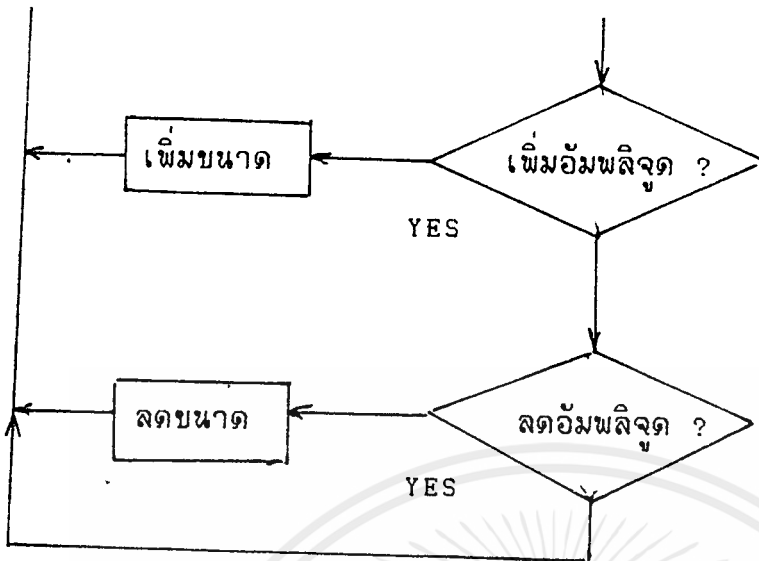 เพิ่มขนาด
เพิ่มอัมพลิจูด ?
YES
ลดขนาด
ลดอัมพลิจูด ?
YES